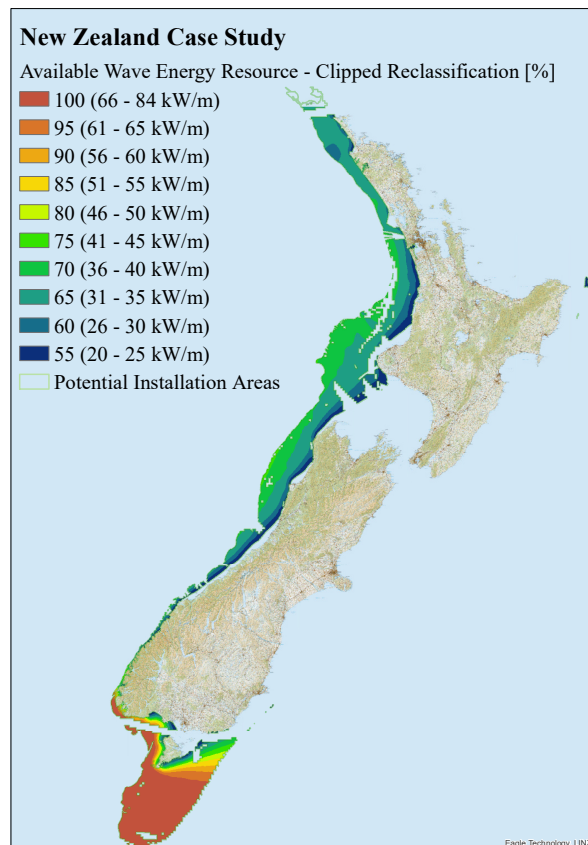 New Zealand Case Study
Available Wave Energy Resource - Clipped Reclassification [%]
100 (66 - 84 kW/m)
95 (61 - 65 kW/m)
90 (56 - 60 kW/m)
85 (51 - 55 kW/m)
80 (46 - 50 kW/m)
75 (41 - 45 kW/m)
70 (36 - 40 kW/m)
65 (31 - 35 kW/m)
60 (26 - 30 kW/m)
55 (20 - 25 kW/m)
Potential Installation Areas
Eagle Technology,